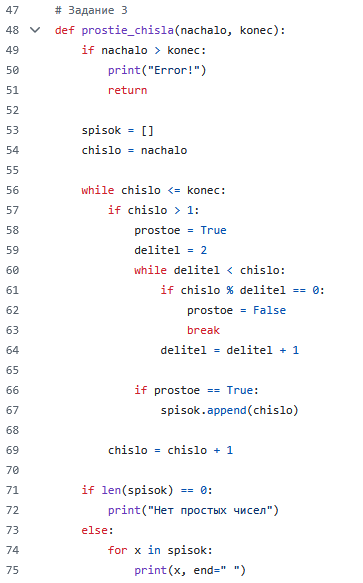 47 # Задание 3
48 def prostie_chisla(nachalo, konec):
49     if nachalo > konec:
50         print("Error!")
51         return
52
53     spisok = []
54     chislo = nachalo
55
56     while chislo <= konec:
57         if chislo > 1:
58             prostoe = True
59             delitel = 2
60             while delitel < chislo:
61                 if chislo % delitel == 0:
62                     prostoe = False
63                     break
64                 delitel = delitel + 1
65
66             if prostoe == True:
67                 spisok.append(chislo)
68
69         chislo = chislo + 1
70
71     if len(spisok) == 0:
72         print("Нет простых чисел")
73     else:
74         for x in spisok:
75             print(x, end=" ")